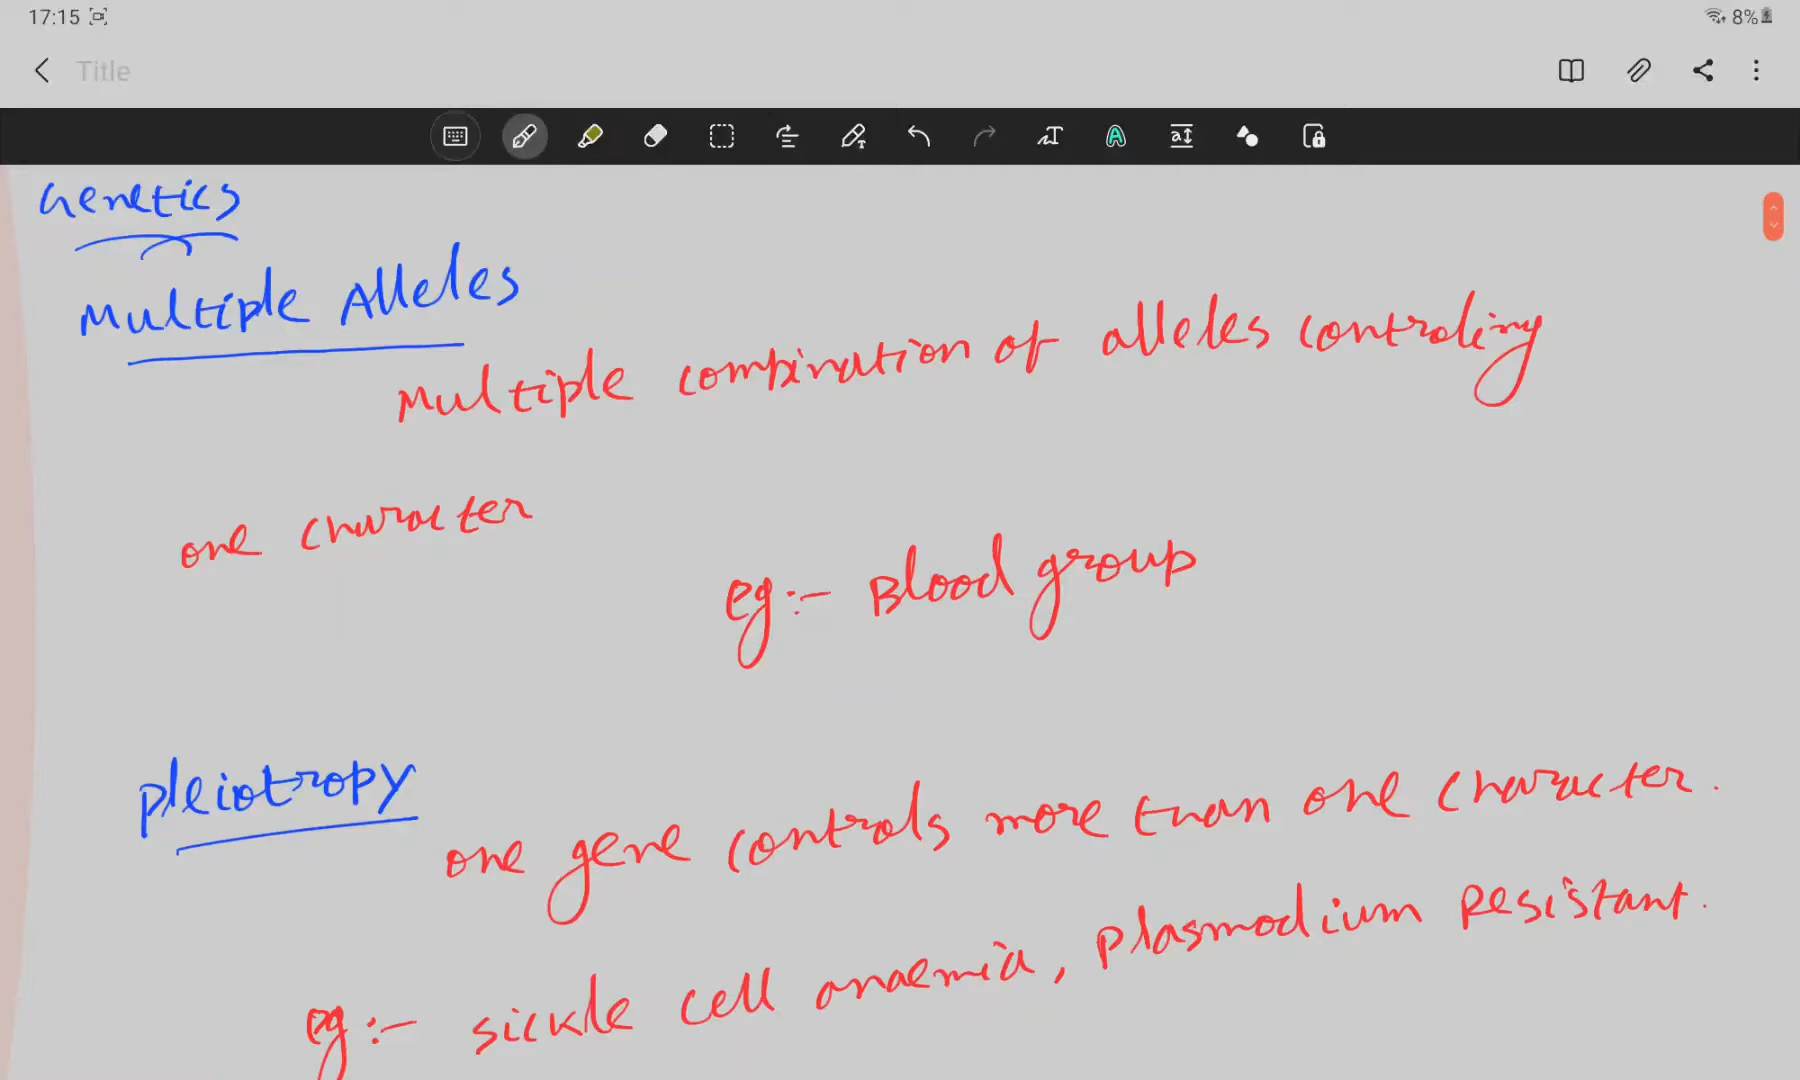 17:15
8%
Title
Genetics
Multiple Alleles
Multiple combination of alleles controling
one character
eg:- Blood group
Pleiotropy
one gene controls more than one character.
eg:- sickle cell anaemia, plasmodium Resistant.